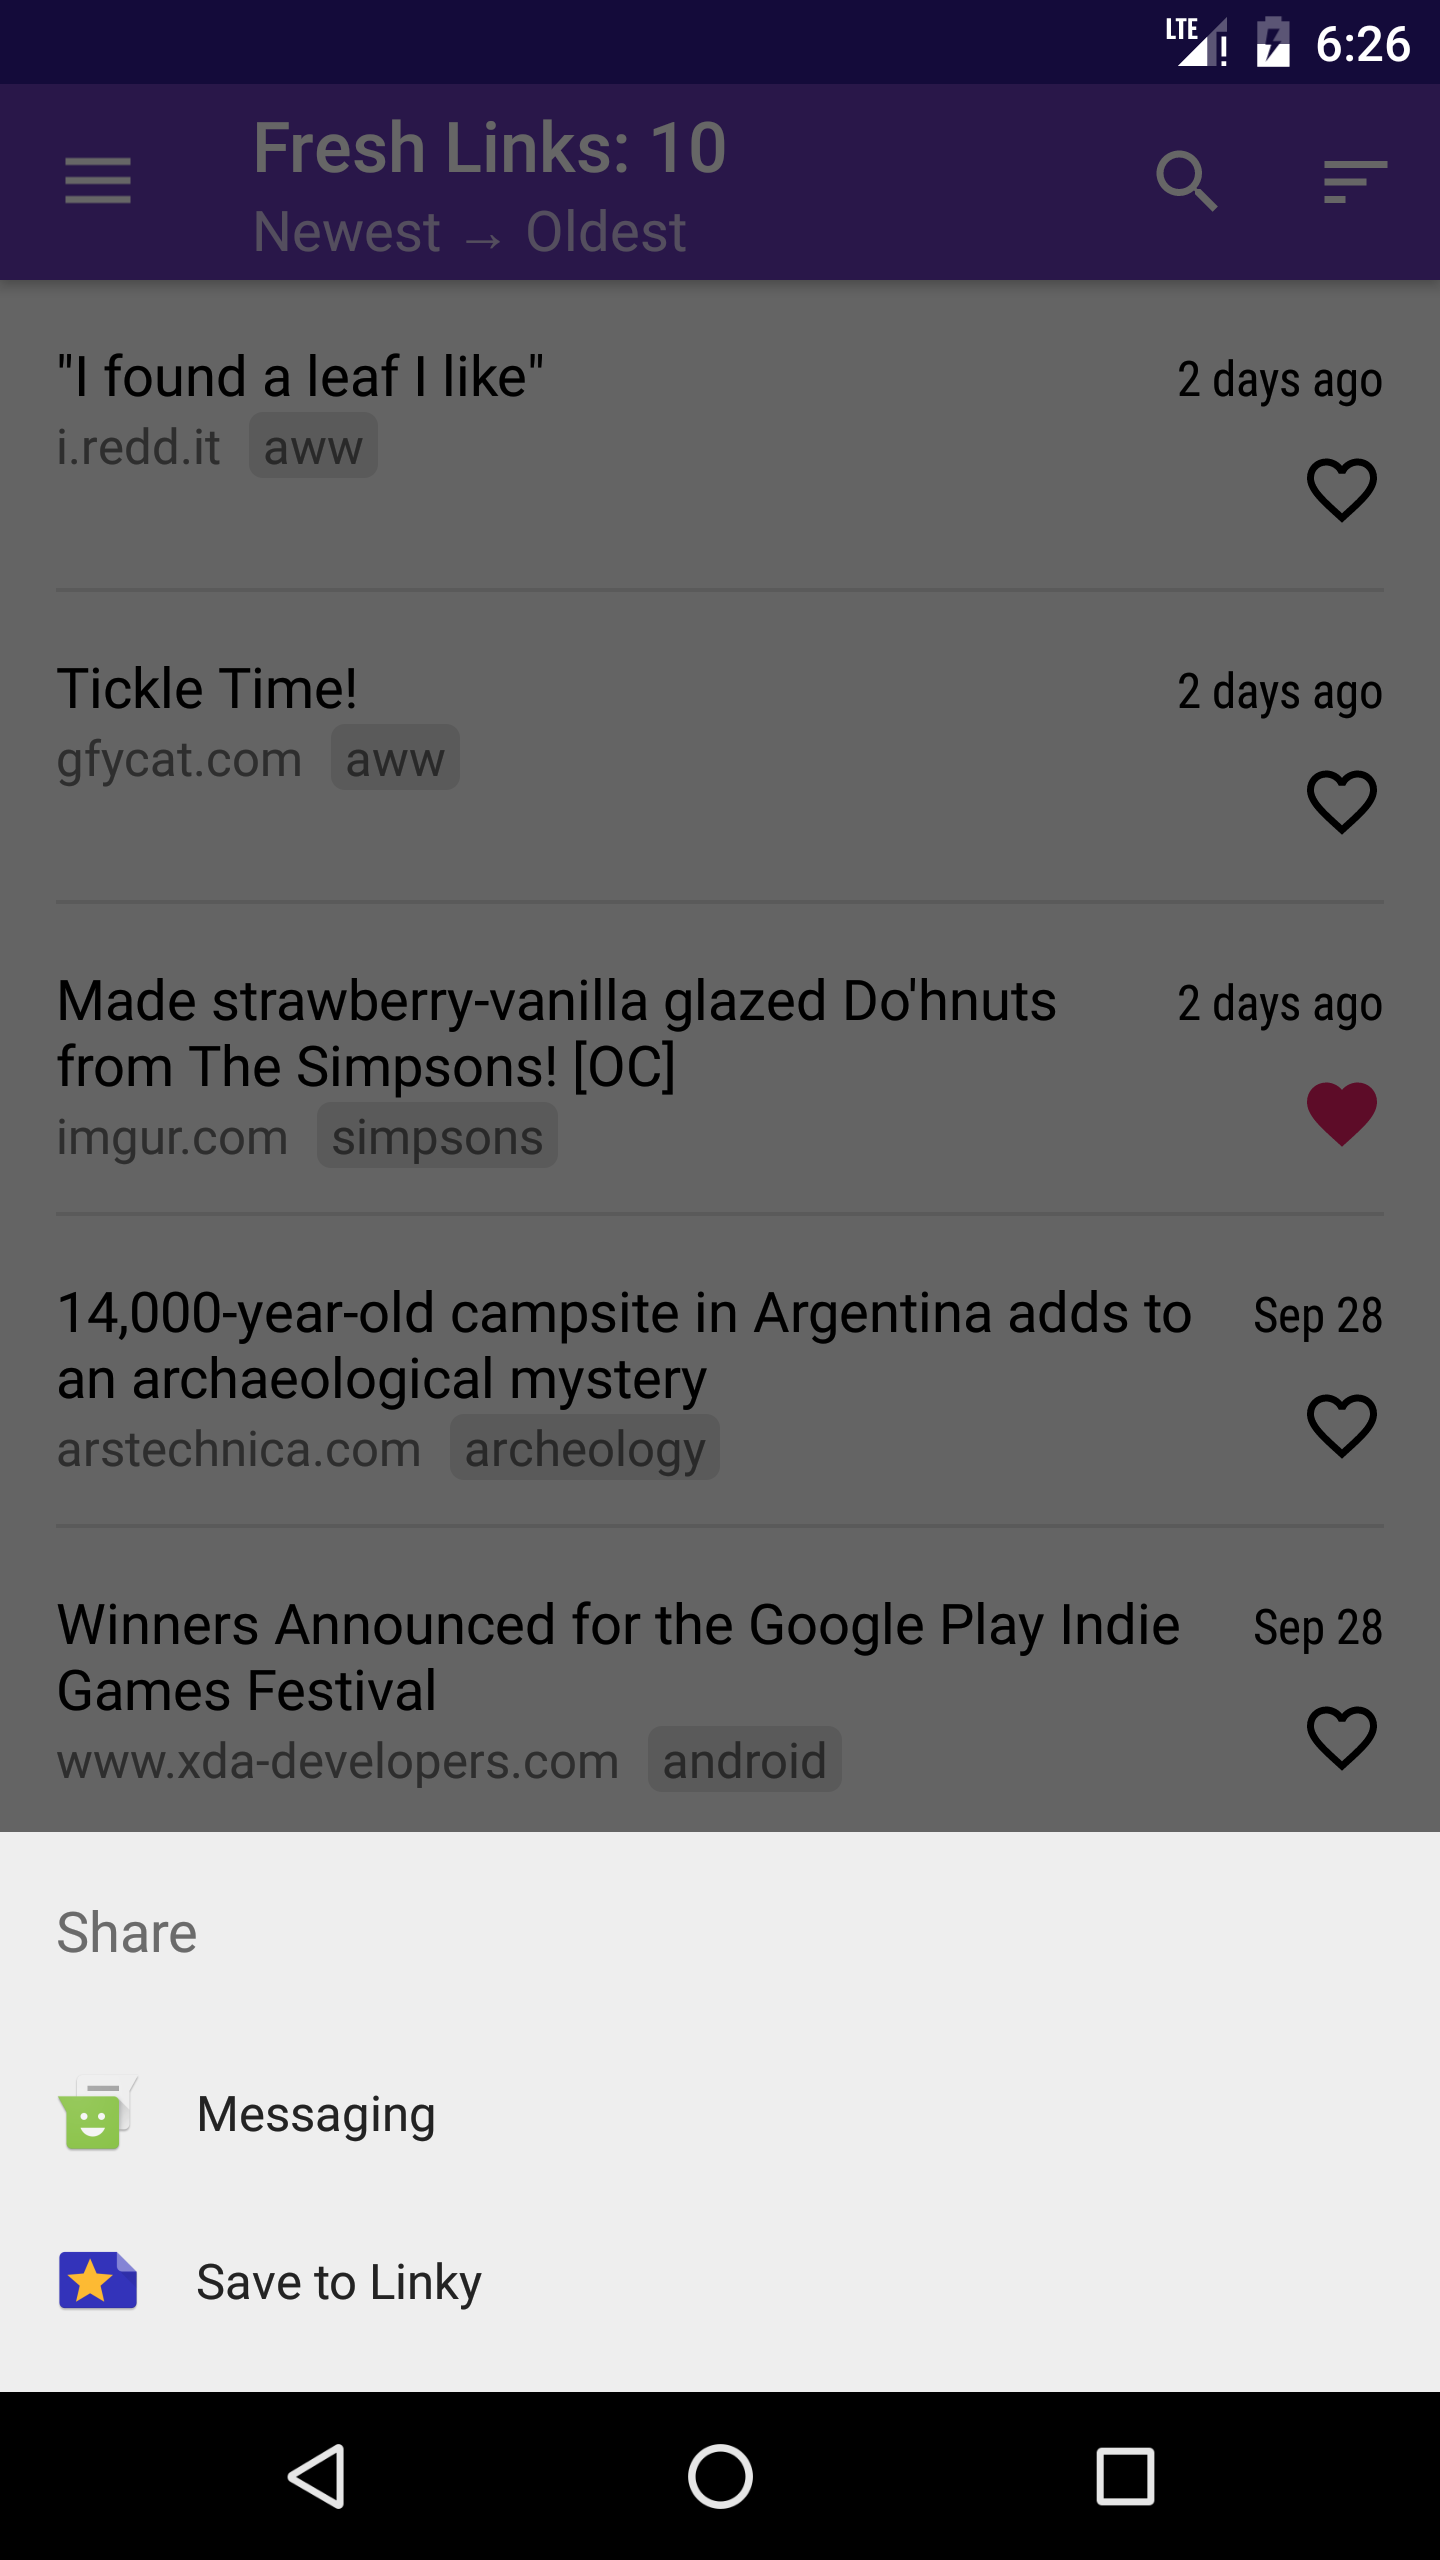 LTE ! 6:26
Fresh Links: 10
Newest → Oldest
"I found a leaf I like" 2 days ago
i.redd.it aww
Tickle Time! 2 days ago
gfycat.com aww
Made strawberry-vanilla glazed Do'hnuts 2 days ago
from The Simpsons! [OC]
imgur.com simpsons
14,000-year-old campsite in Argentina adds to Sep 28
an archaeological mystery
arstechnica.com archeology
Winners Announced for the Google Play Indie Sep 28
Games Festival
www.xda-developers.com android
Share
Messaging
Save to Linky